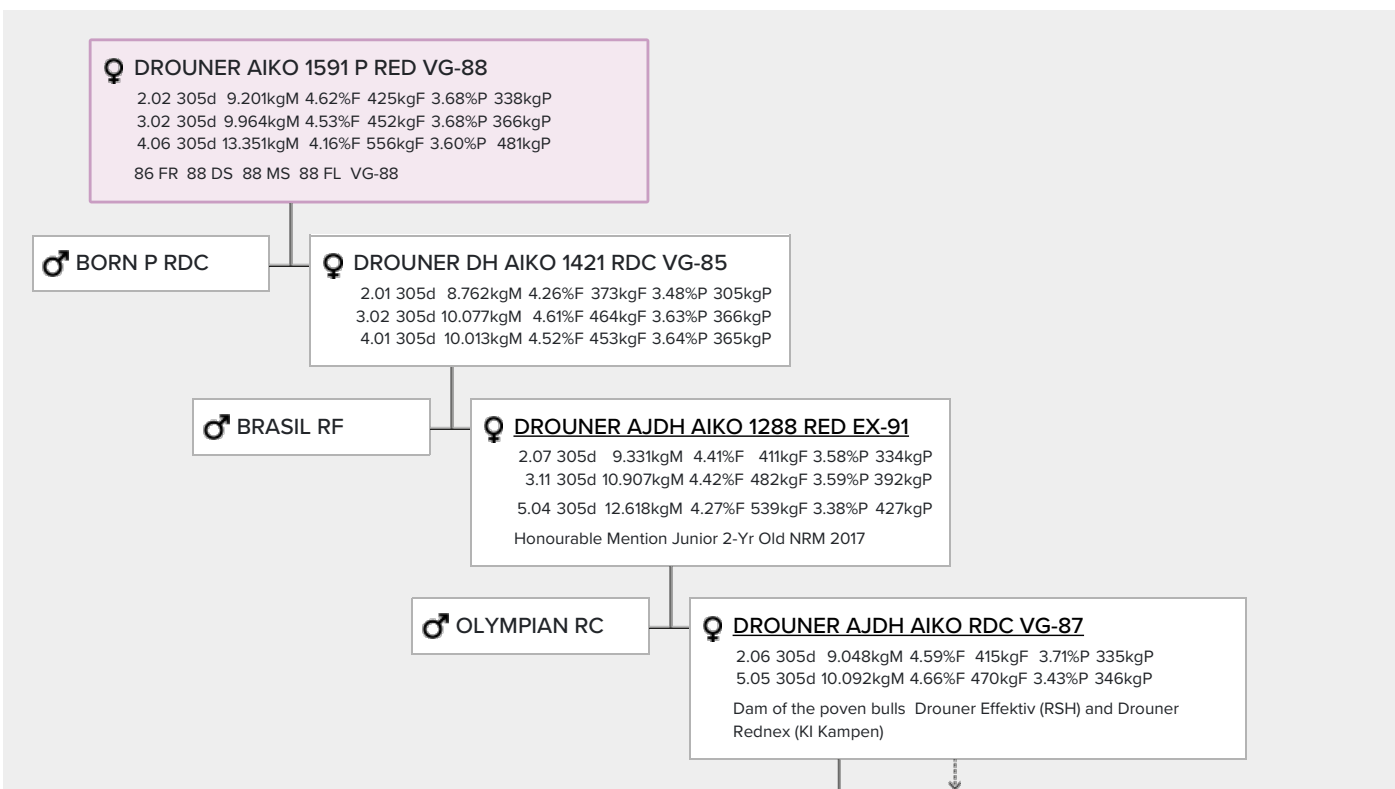 DROUNER AIKO 1591 P RED VG-88
2.02 305d 9.201kgM 4.62%F 425kgF 3.68%P 338kgP
3.02 305d 9.964kgM 4.53%F 452kgF 3.68%P 366kgP
4.06 305d 13.351kgM 4.16%F 556kgF 3.60%P 481kgP
86 FR 88 DS 88 MS 88 FL VG-88
BORN P RDC
DROUNER DH AIKO 1421 RDC VG-85
2.01 305d 8.762kgM 4.26%F 373kgF 3.48%P 305kgP
3.02 305d 10.077kgM 4.61%F 464kgF 3.63%P 366kgP
4.01 305d 10.013kgM 4.52%F 453kgF 3.64%P 365kgP
BRASIL RF
DROUNER AJDH AIKO 1288 RED EX-91
2.07 305d 9.331kgM 4.41%F 411kgF 3.58%P 334kgP
3.11 305d 10.907kgM 4.42%F 482kgF 3.59%P 392kgP
5.04 305d 12.618kgM 4.27%F 539kgF 3.38%P 427kgP
Honourable Mention Junior 2-Yr Old NRM 2017
OLYMPIAN RC
DROUNER AJDH AIKO RDC VG-87
2.06 305d 9.048kgM 4.59%F 415kgF 3.71%P 335kgP
5.05 305d 10.092kgM 4.66%F 470kgF 3.43%P 346kgP
Dam of the poven bulls Drouner Effektiv (RSH) and Drouner
Rednex (KI Kampen)